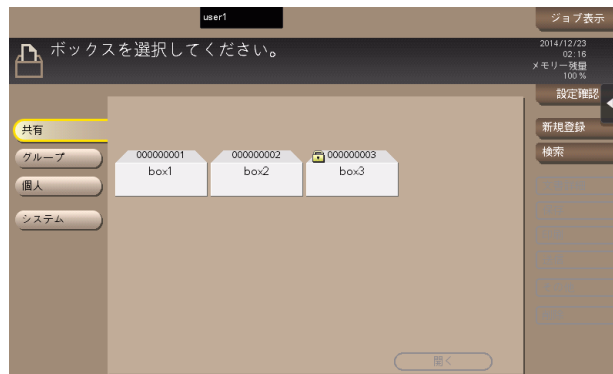 user1
ジョブ表示
ボックスを選択してください。
2014/12/23
02:16
メモリー残量
100 %
設定確認
共有
グループ
個人
システム
000000001
box1
000000002
box2
000000003
box3
新規登録
検索
開く